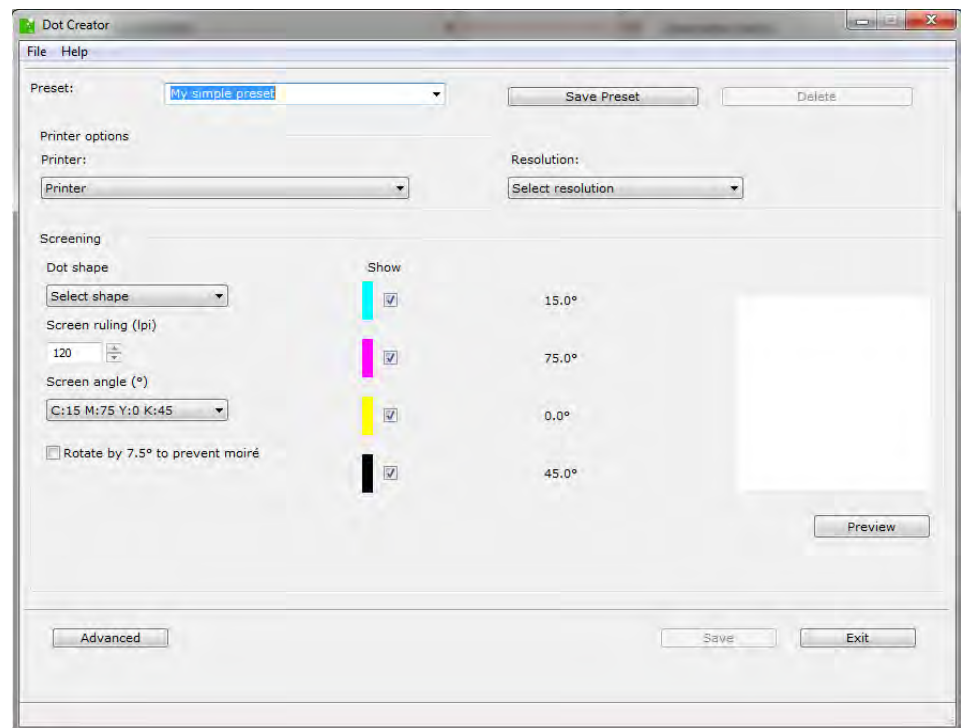 Dot Creator
File Help
Preset: My simple preset Save Preset Delete
Printer options
Printer: Resolution:
Printer Select resolution
Screening
Dot shape Show
Select shape 15.0°
Screen ruling (lpi)
120 75.0°
Screen angle (°)
C:15 M:75 Y:0 K:45 0.0°
Rotate by 7.5° to prevent moiré
45.0°
Preview
Advanced Save Exit